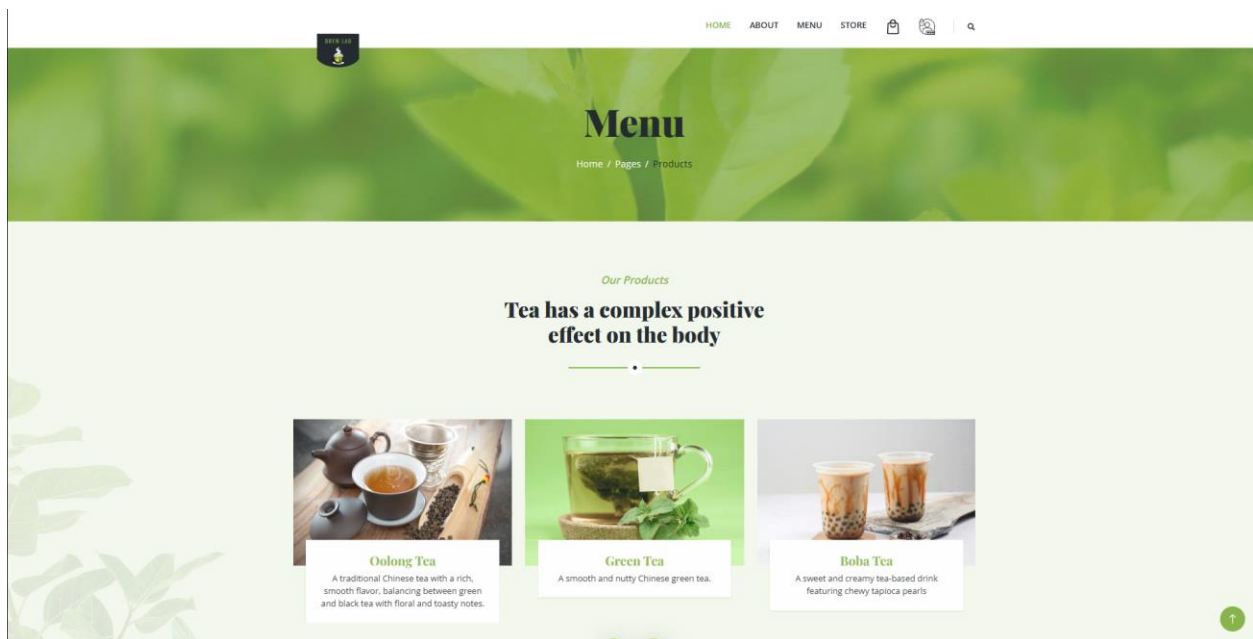 HOME ABOUT MENU STORE
BREW LAB
Menu
Home / Pages / Products
Our Products
Tea has a complex positive
effect on the body
Oolong Tea
A traditional Chinese tea with a rich,
smooth flavor, balancing between green
and black tea with floral and toasty notes.
Green Tea
A smooth and nutty Chinese green tea.
Boba Tea
A sweet and creamy tea-based drink
featuring chewy tapioca pearls